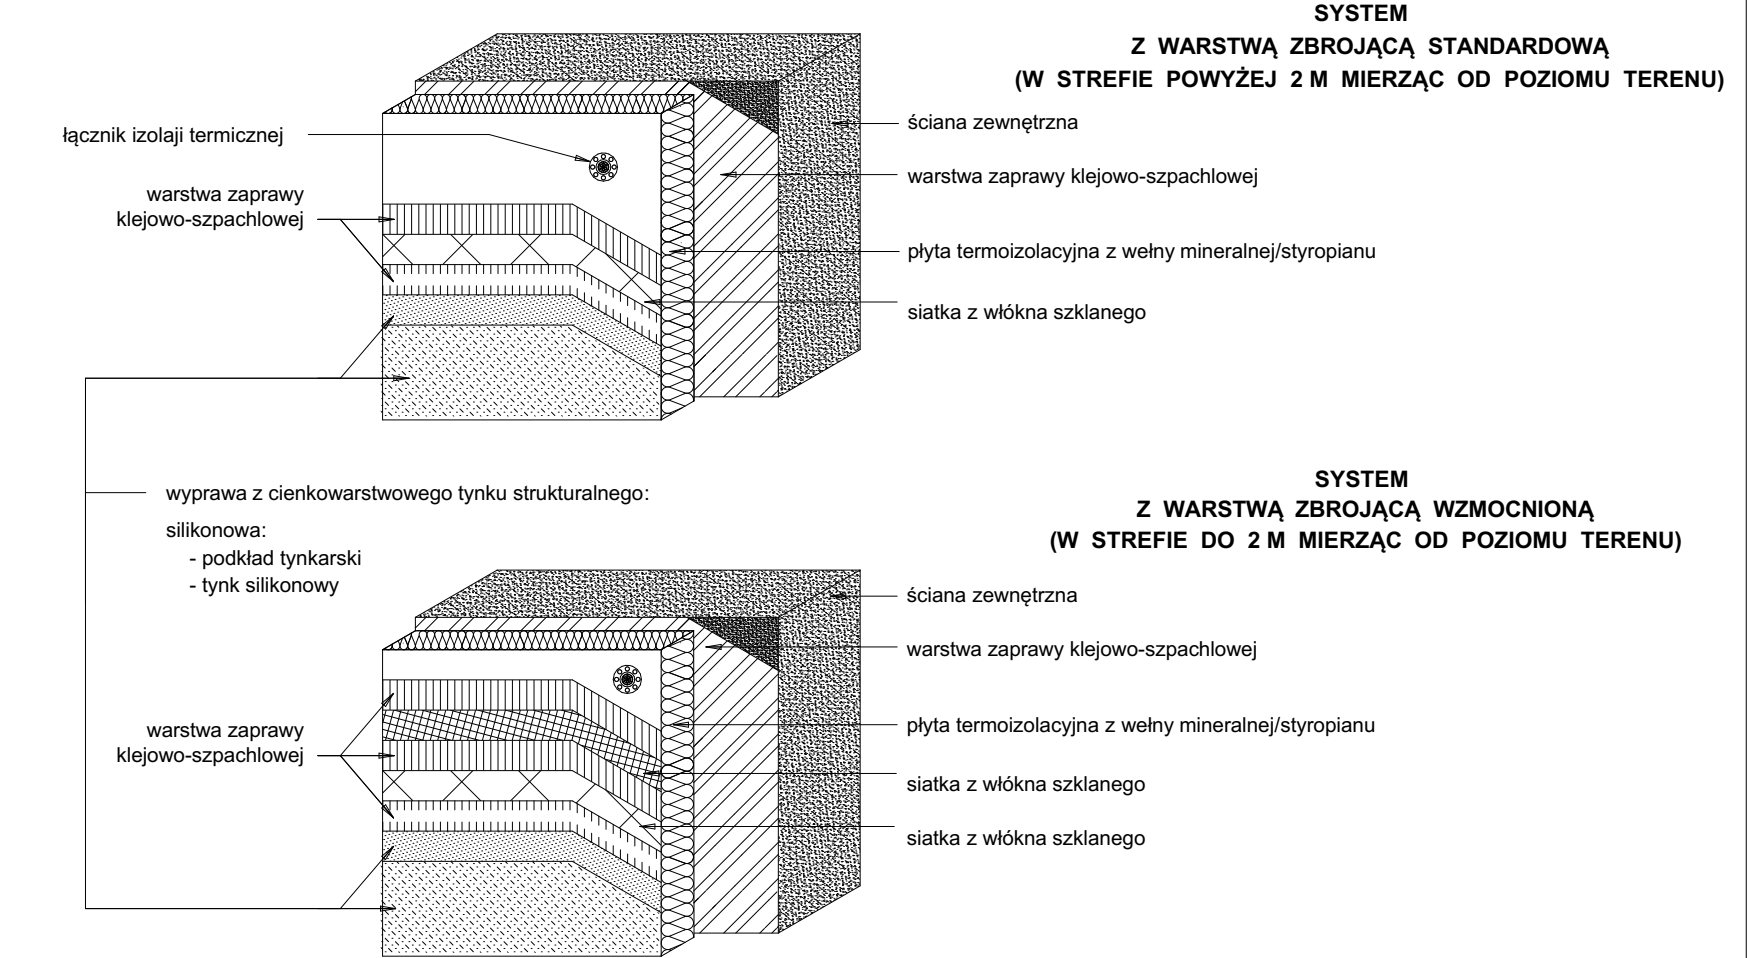 SYSTEM
Z WARSTWĄ ZBROJĄCĄ STANDARDOWĄ
(W STREFIE POWYŻEJ 2 M MIERZĄC OD POZIOMU TERENU)
łącznik izolaji termicznej
warstwa zaprawy
klejowo-szpachlowej
ściana zewnętrzna
warstwa zaprawy klejowo-szpachlowej
płyta termoizolacyjna z wełny mineralnej/styropianu
siatka z włókna szklanego
wyprawa z cienkowarstwowego tynku strukturalnego:
silikonowa:
- podkład tynkarski
- tynk silikonowy
SYSTEM
Z WARSTWĄ ZBROJĄCĄ WZMOCNIONĄ
(W STREFIE DO 2 M MIERZĄC OD POZIOMU TERENU)
warstwa zaprawy
klejowo-szpachlowej
ściana zewnętrzna
warstwa zaprawy klejowo-szpachlowej
płyta termoizolacyjna z wełny mineralnej/styropianu
siatka z włókna szklanego
siatka z włókna szklanego